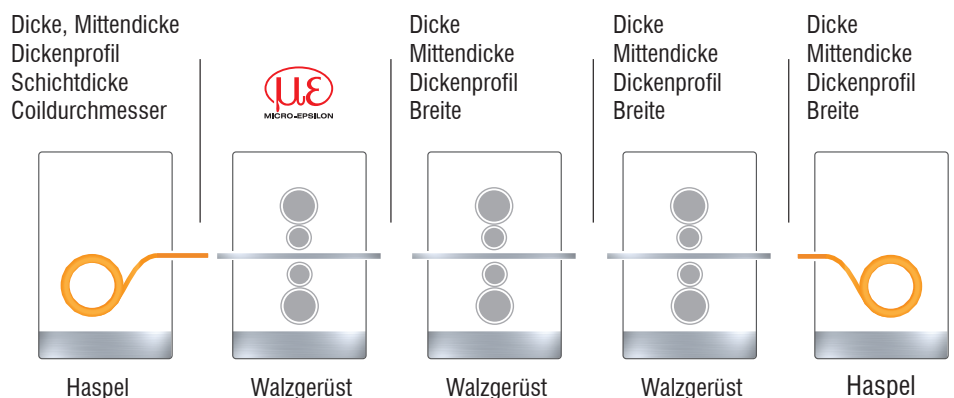 Dicke, Mittendicke
Dickenprofil
Schichtdicke
Coildurchmesser
με
MICRO-EPSILON
Dicke
Mittendicke
Dickenprofil
Breite
Dicke
Mittendicke
Dickenprofil
Breite
Dicke
Mittendicke
Dickenprofil
Breite
Haspel
Walzgerüst
Walzgerüst
Walzgerüst
Haspel